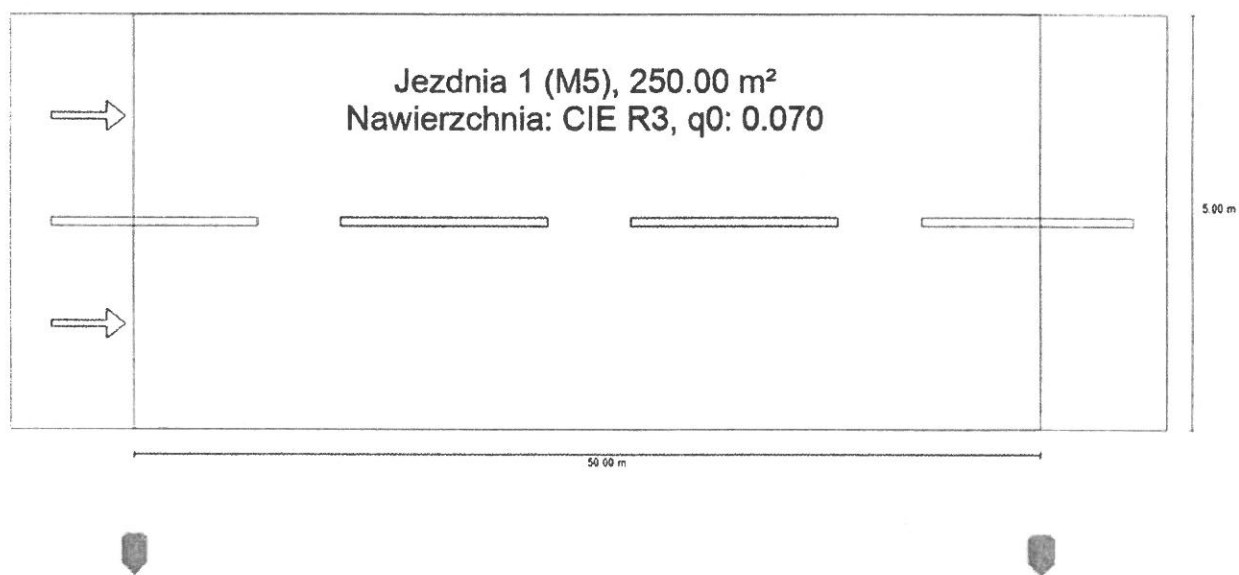 Jezdnia 1 (M5), 250.00 m²
Nawierzchnia: CIE R3, q0: 0.070
5.00 m
50.00 m